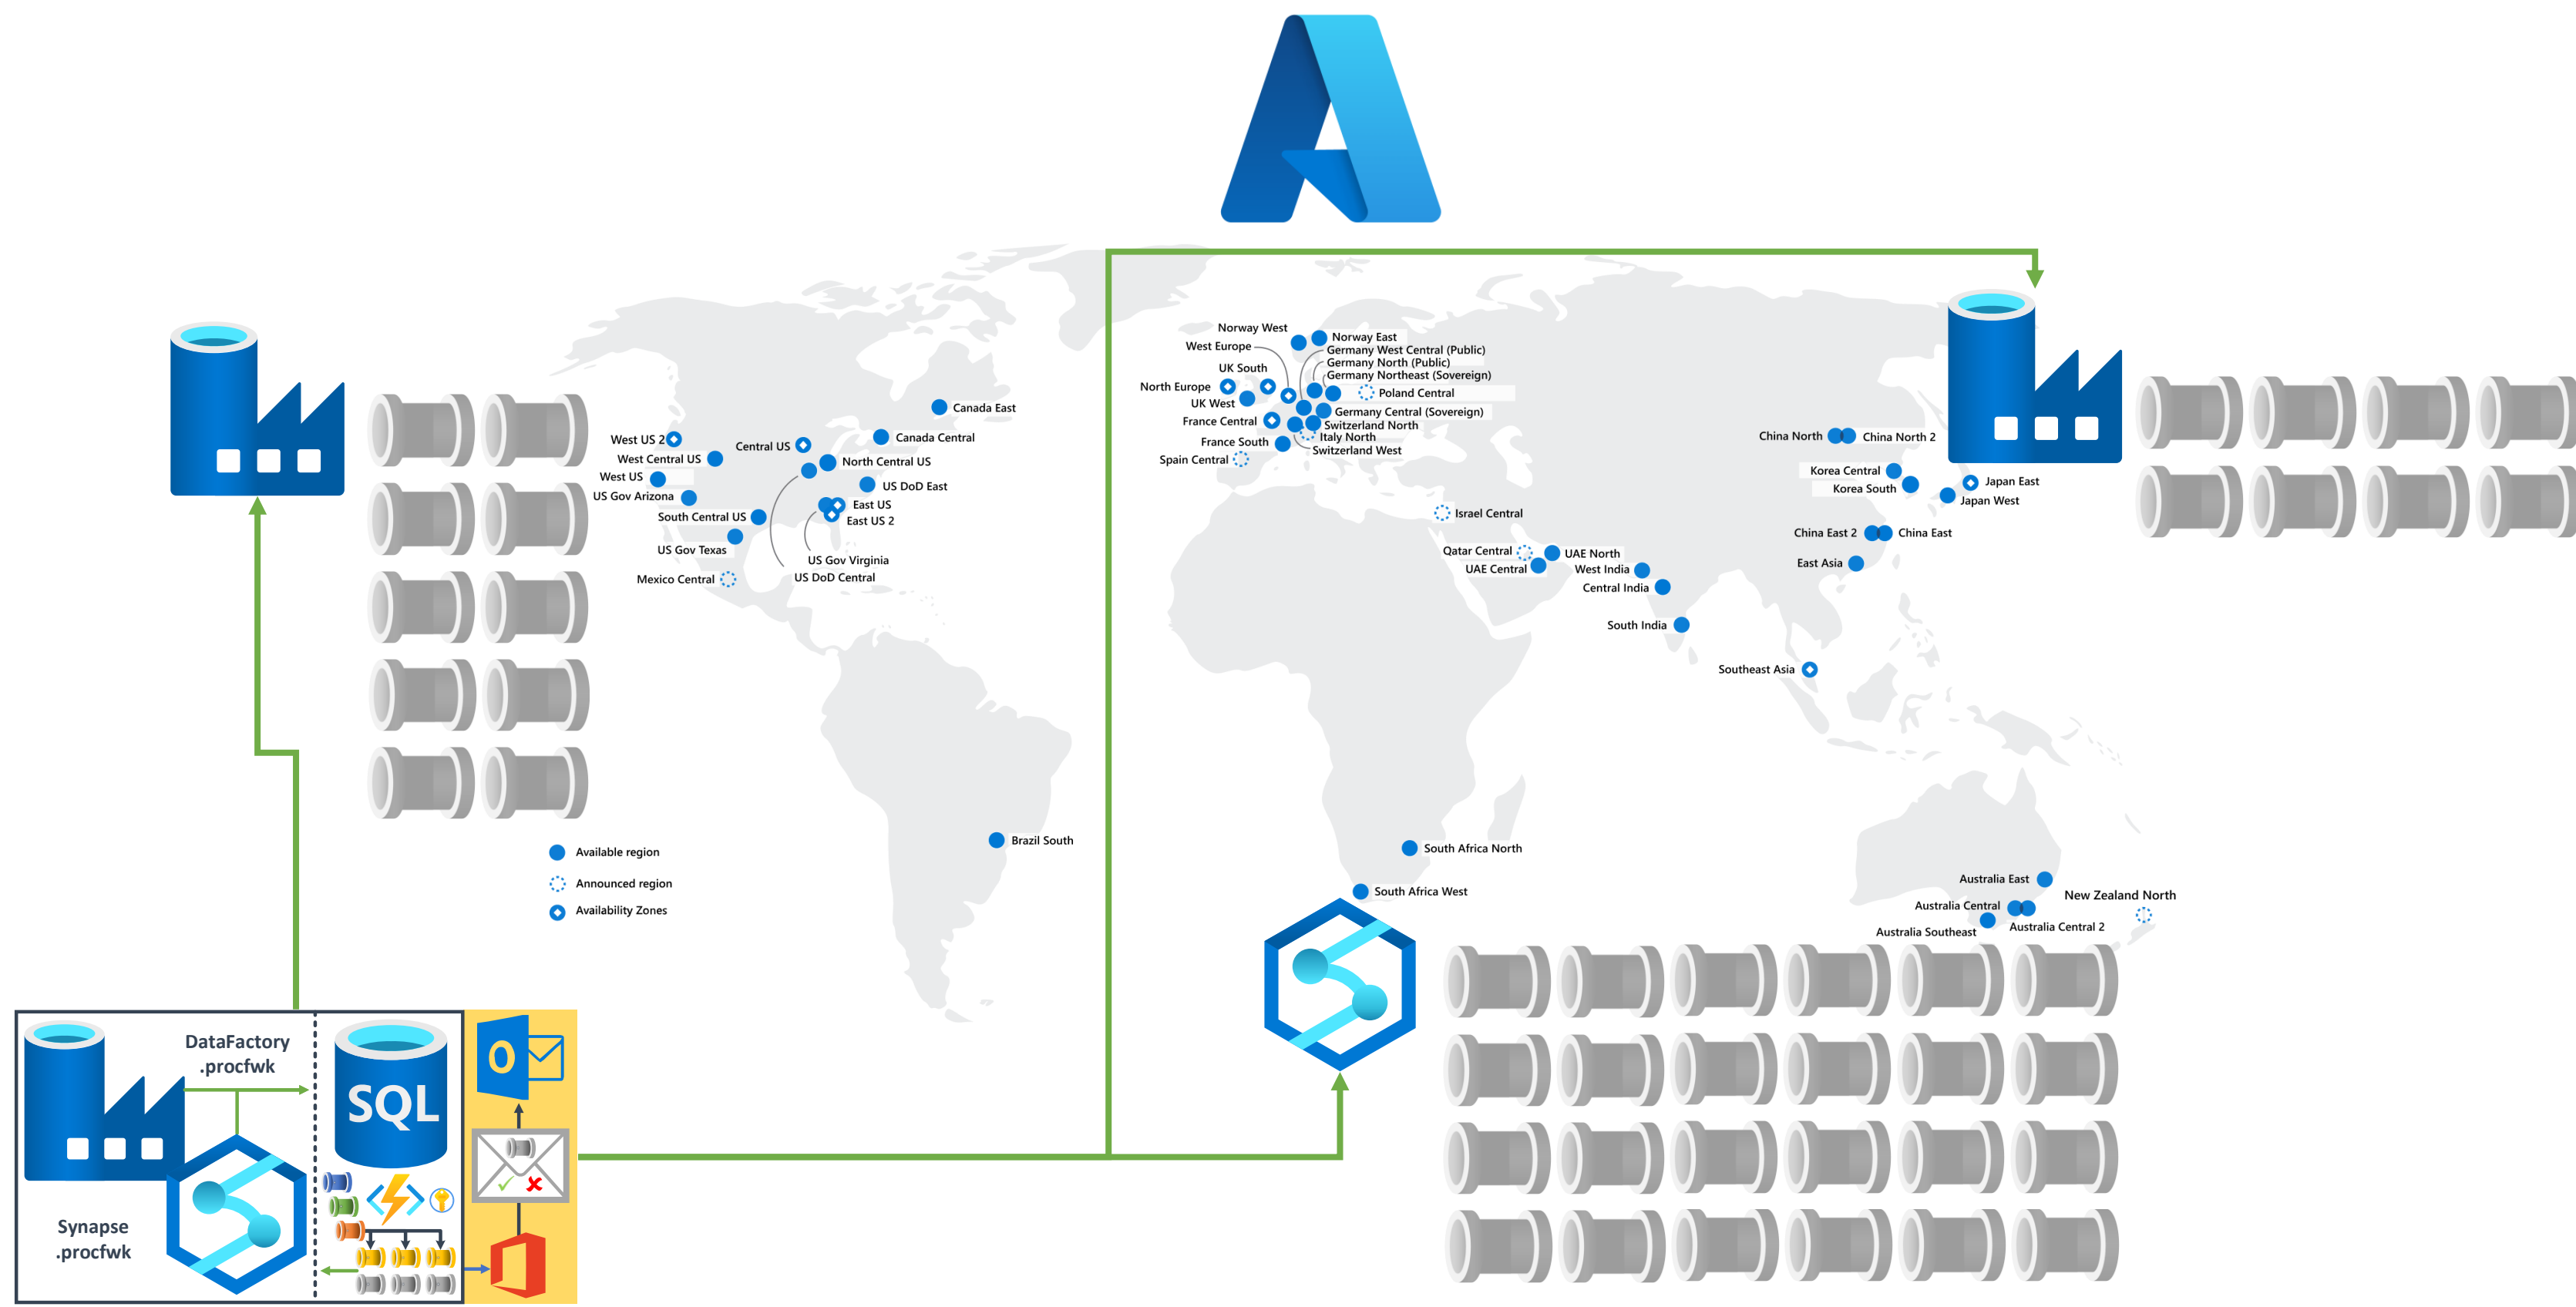 Norway West
Norway East
West Europe
Germany West Central (Public)
Germany North (Public)
UK South
Germany Northeast (Sovereign)
North Europe
Poland Central
UK West
Germany Central (Sovereign)
France Central
Switzerland North
Italy North
France South
Switzerland West
Spain Central
Canada East
Canada Central
West US 2
Central US
West Central US
North Central US
West US
US DoD East
US Gov Arizona
East US
South Central US
East US 2
US Gov Texas
US Gov Virginia
US DoD Central
Mexico Central
China North
China North 2
Korea Central
Korea South
Japan East
Japan West
Israel Central
China East 2
China East
Qatar Central
UAE North
UAE Central
East Asia
West India
Central India
South India
Southeast Asia
Brazil South
South Africa North
South Africa West
Available region
Announced region
Availability Zones
Australia East
New Zealand North
Australia Central
Australia Central 2
Australia Southeast
DataFactory
.procfwk
SQL
O
Synapse
.procfwk